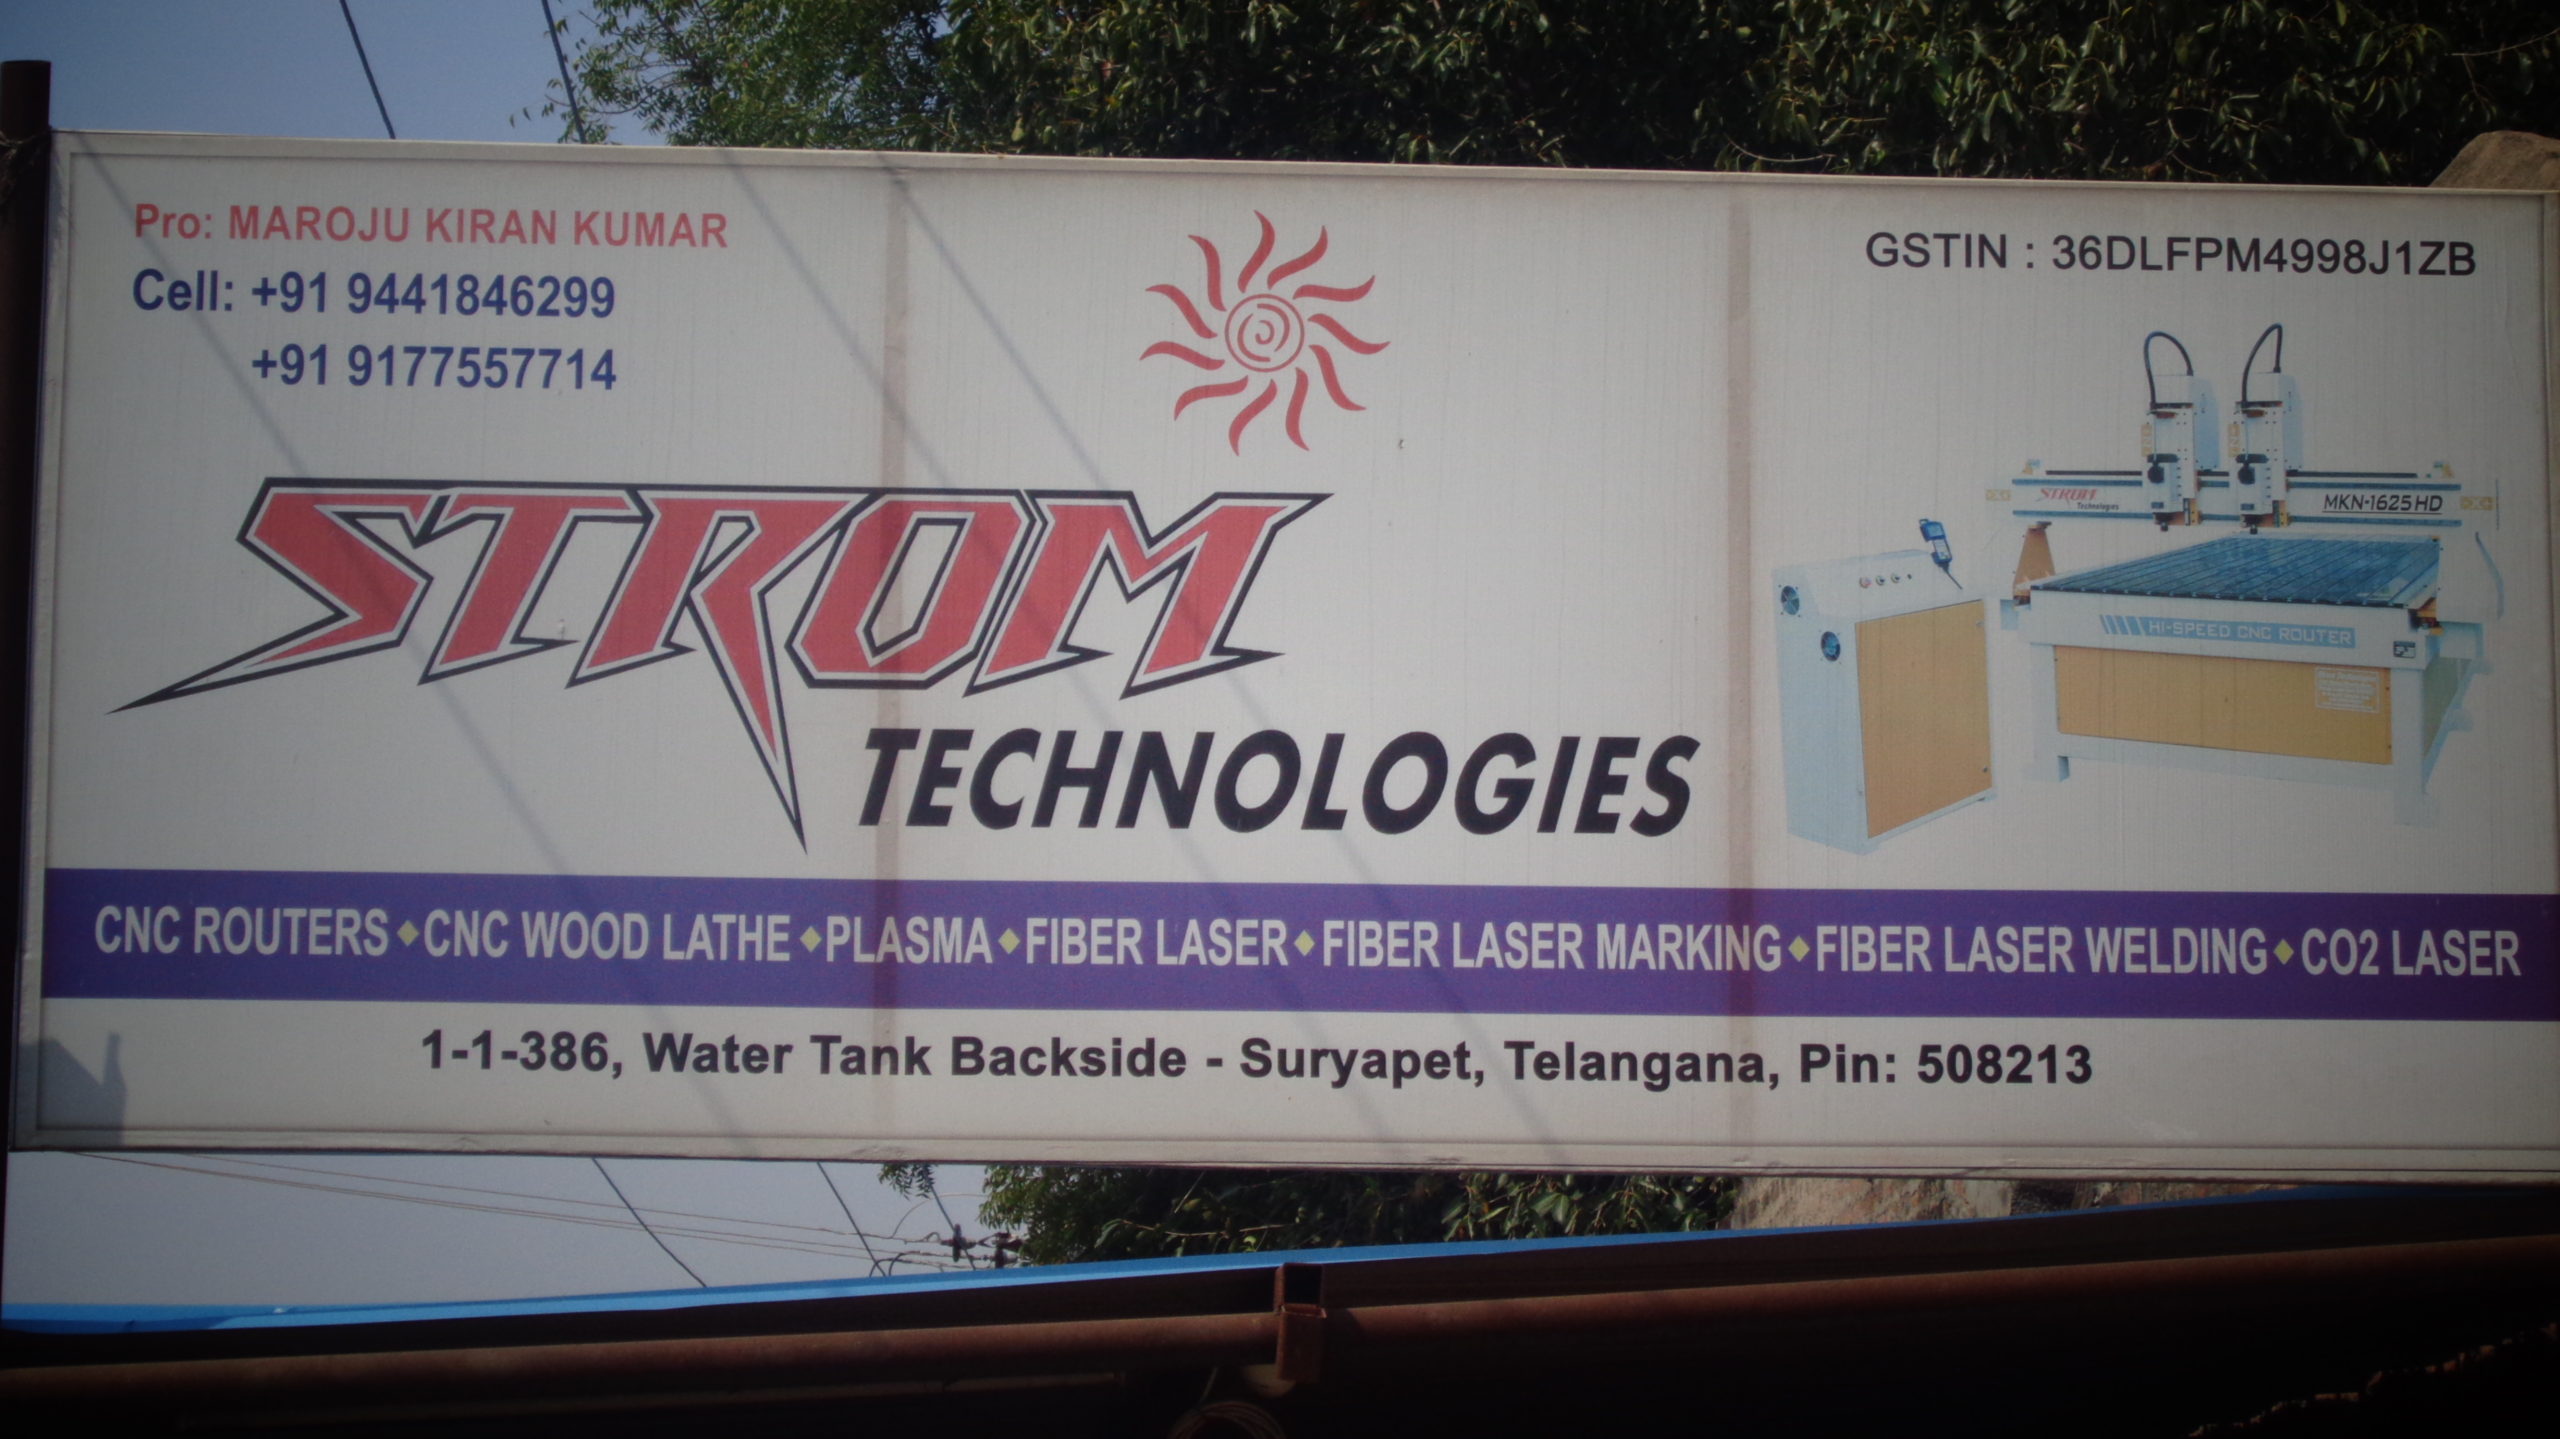 Pro: MAROJU KIRAN KUMAR
Cell: +91 9441846299
+91 9177557714
GSTIN : 36DLFPM4998J1ZB
STROM
TECHNOLOGIES
STROM
Technologies
MKN-1625HD
HI-SPEED CNC ROUTER
CNC ROUTERS◆CNC WOOD LATHE◆PLASMA◆FIBER LASER◆FIBER LASER MARKING◆FIBER LASER WELDING◆CO2 LASER
1-1-386, Water Tank Backside - Suryapet, Telangana, Pin: 508213